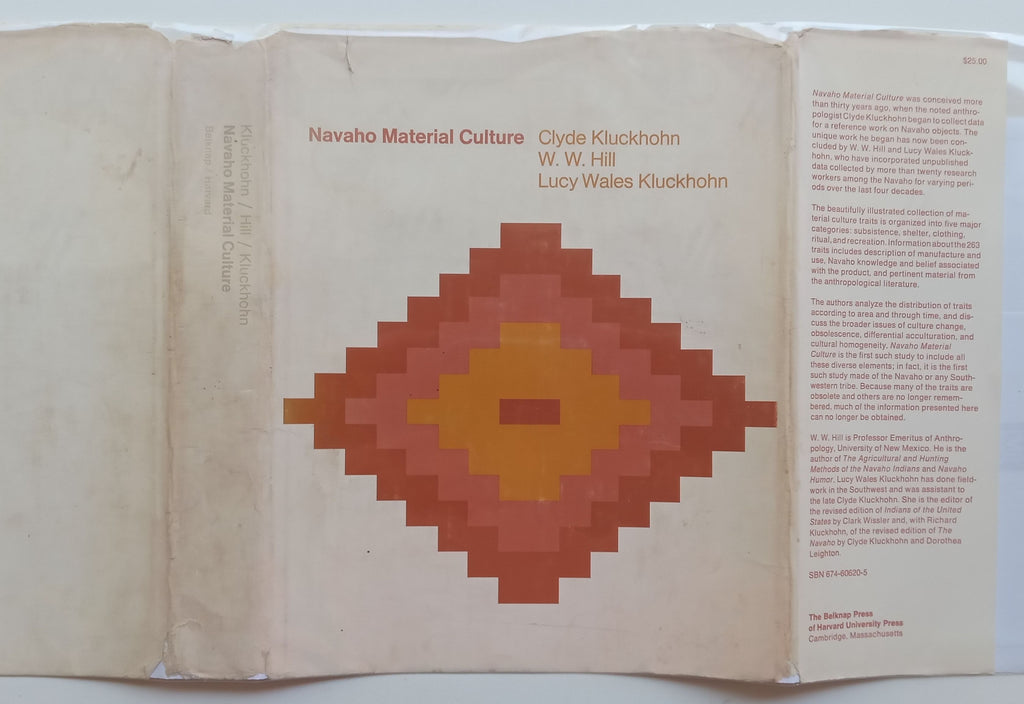 Kluckhohn / Hill / Kluckhohn
Navaho Material Culture
Belknap Harvard
Navaho Material Culture
Clyde Kluckhohn
W. W. Hill
Lucy Wales Kluckhohn
$25.00
Navaho Material Culture was conceived more
than thirty years ago, when the noted anthro-
pologist Clyde Kluckhohn began to collect data
for a reference work on Navaho objects. The
unique work he began has now been con-
cluded by W. W. Hill and Lucy Wales Kluck-
hohn, who have incorporated unpublished
data collected by more than twenty research
workers among the Navaho for varying peri-
ods over the last four decades.
The beautifully illustrated collection of ma-
terial culture traits is organized into five major
categories: subsistence, shelter, clothing,
ritual, and recreation. Information about the 263
traits includes description of manufacture and
use, Navaho knowledge and belief associated
with the product, and pertinent material from
the anthropological literature.
The authors analyze the distribution of traits
according to area and through time, and dis-
cuss the broader issues of culture change,
obsolescence, differential acculturation, and
cultural homogeneity. Navaho Material
Culture is the first such study to include all
these diverse elements; in fact, it is the first
such study made of the Navaho or any South-
western tribe. Because many of the traits are
obsolete and others are no longer remem-
bered, much of the information presented here
can no longer be obtained.
W. W. Hill is Professor Emeritus of Anthro-
pology, University of New Mexico. He is the
author of The Agricultural and Hunting
Methods of the Navaho Indians and Navaho
Humor. Lucy Wales Kluckhohn has done field-
work in the Southwest and was assistant to
the late Clyde Kluckhohn. She is the editor of
the revised edition of Indians of the United
States by Clark Wissler and, with Richard
Kluckhohn, of the revised edition of The
Navaho by Clyde Kluckhohn and Dorothea
Leighton.
SBN 674-60620-5
The Belknap Press
of Harvard University Press
Cambridge, Massachusetts